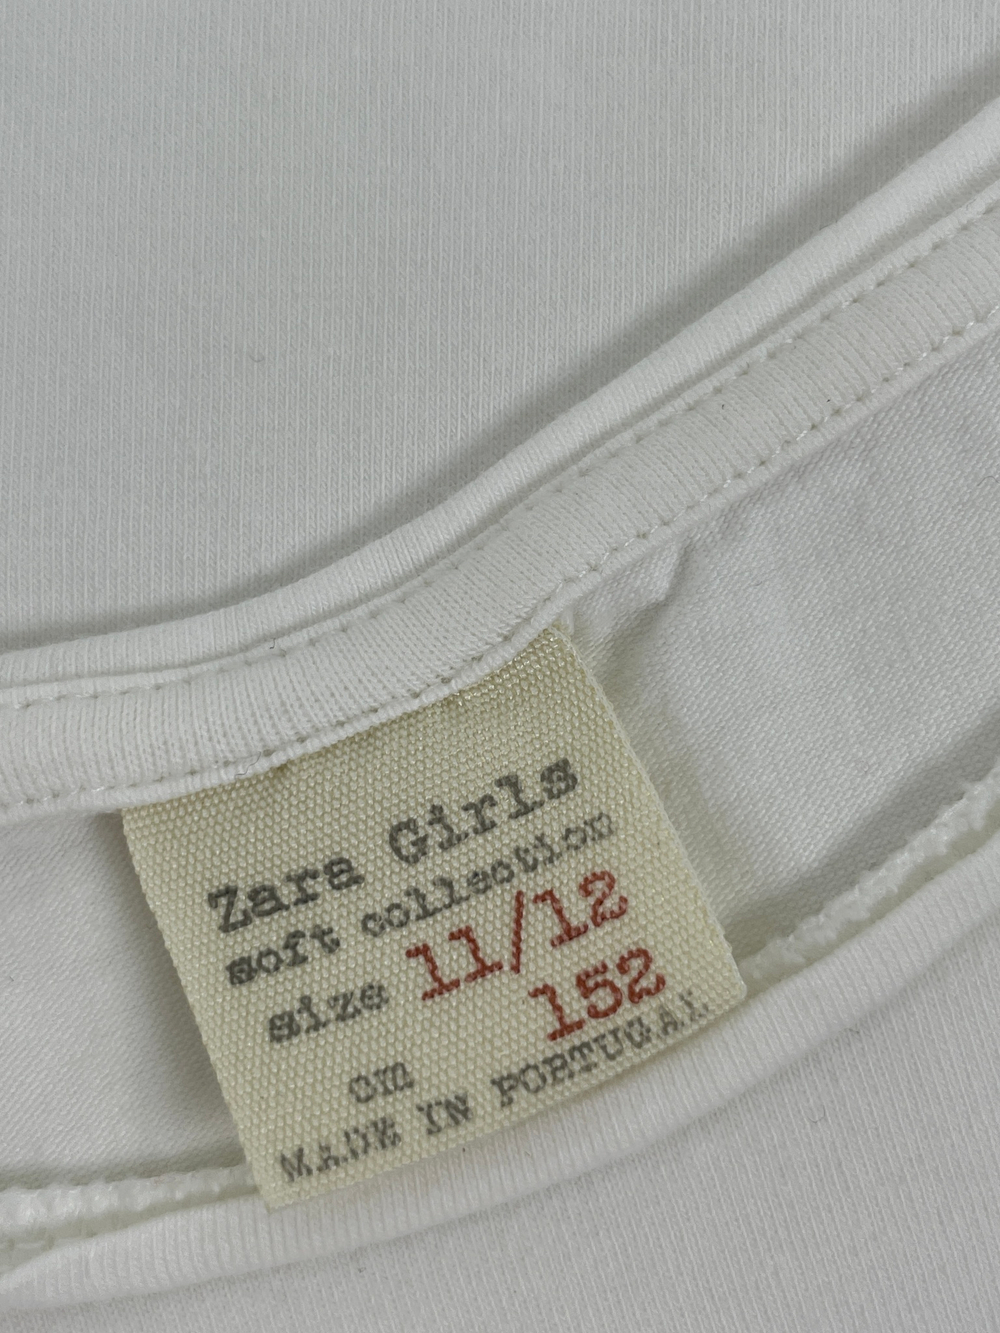 Zara Girls
soft collection
size 11/12
cm 152
MADE IN PORTUGAL